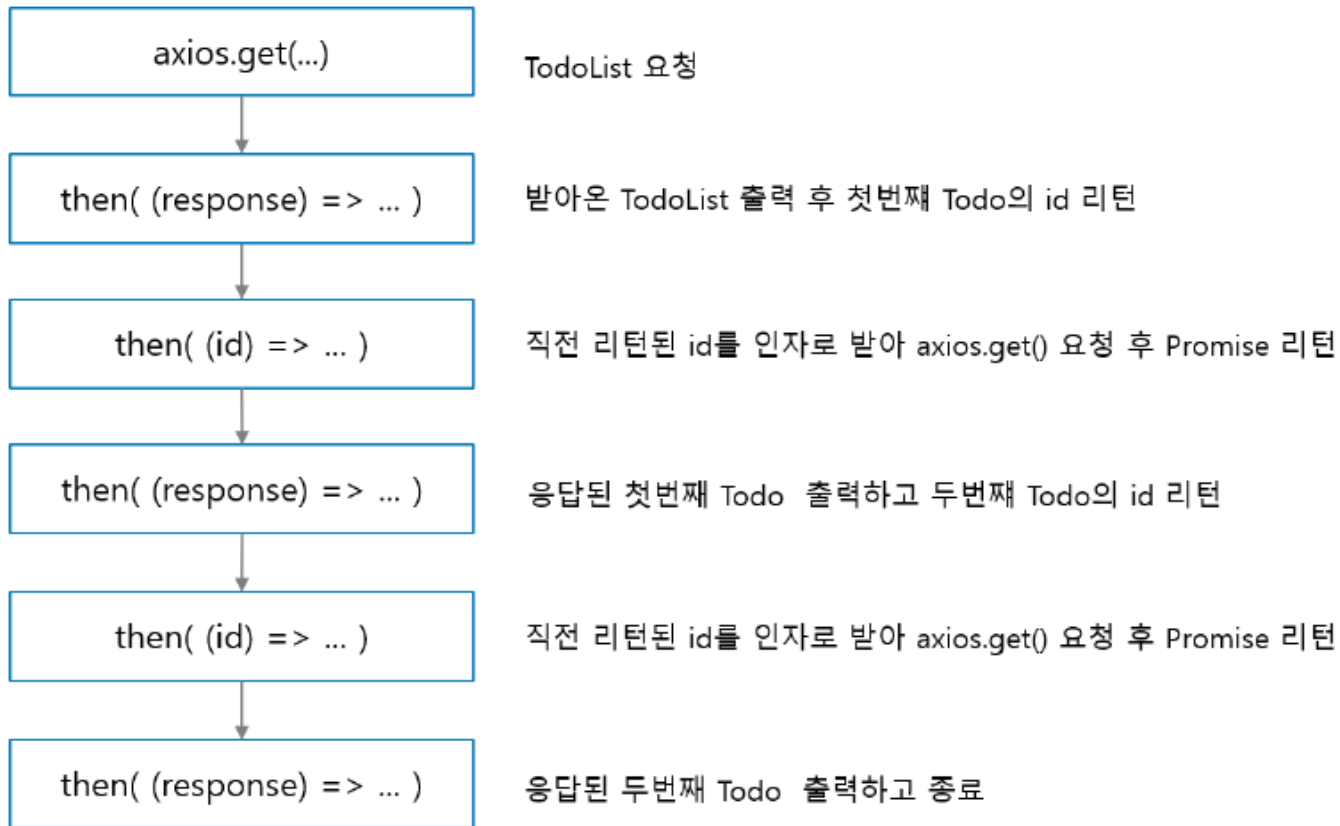 axios.get(...)
TodoList 요청
then( (response) => ... )
받아온 TodoList 출력 후 첫번째 Todo의 id 리턴
then( (id) => ... )
직전 리턴된 id를 인자로 받아 axios.get() 요청 후 Promise 리턴
then( (response) => ... )
응답된 첫번째 Todo 출력하고 두번째 Todo의 id 리턴
then( (id) => ... )
직전 리턴된 id를 인자로 받아 axios.get() 요청 후 Promise 리턴
then( (response) => ... )
응답된 두번째 Todo 출력하고 종료